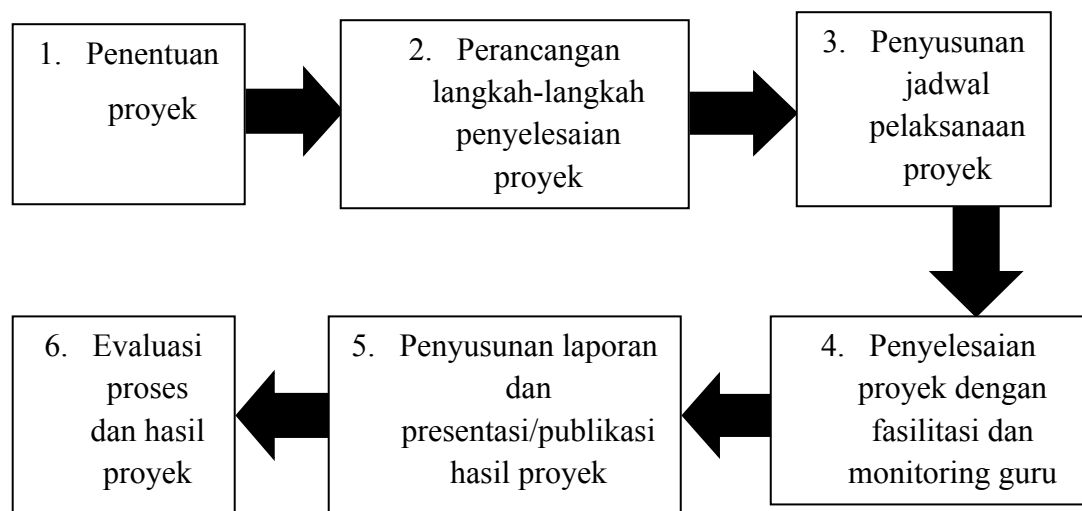 1. Penentuan
proyek
2. Perancangan
langkah-langkah
penyelesaian
proyek
3. Penyusunan
jadwal
pelaksanaan
proyek
4. Penyelesaian
proyek dengan
fasilitasi dan
monitoring guru
5. Penyusunan laporan
dan
presentasi/publikasi
hasil proyek
6. Evaluasi
proses
dan hasil
proyek